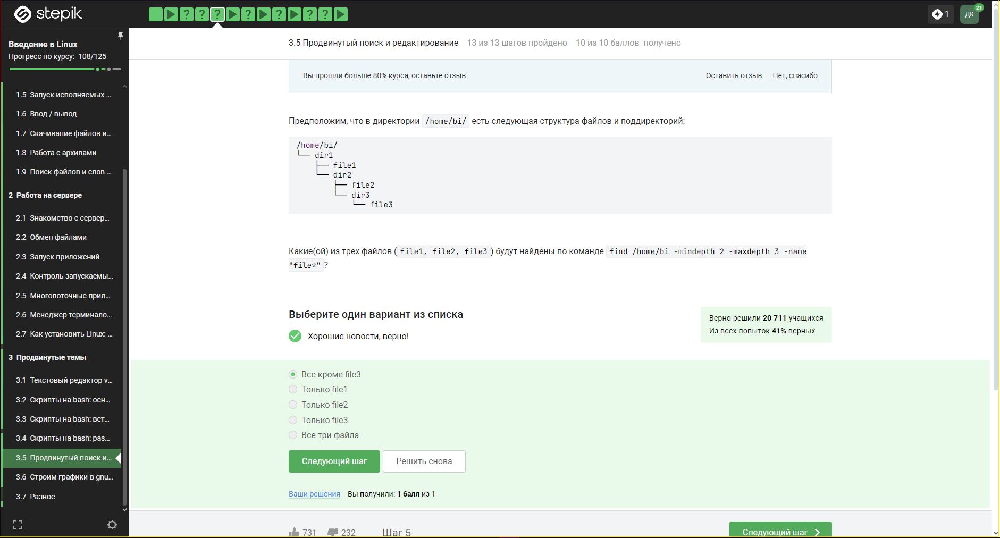 stepik
1
ДК
21
Введение в Linux
Прогресс по курсу: 108/125
1.5 Запуск исполняемых ...
1.6 Ввод / вывод
1.7 Скачивание файлов и...
1.8 Работа с архивами
1.9 Поиск файлов и слов ...
2 Работа на сервере
2.1 Знакомство с сервер...
2.2 Обмен файлами
2.3 Запуск приложений
2.4 Контроль запускаемы...
2.5 Многопоточные прил...
2.6 Менеджер терминало...
2.7 Как установить Linux: ...
3 Продвинутые темы
3.1 Текстовый редактор v...
3.2 Скрипты на bash: осн...
3.3 Скрипты на bash: вет...
3.4 Скрипты на bash: раз...
3.5 Продвинутый поиск и...
3.6 Строим графики в gnu...
3.7 Разное
3.5 Продвинутый поиск и редактирование 13 из 13 шагов пройдено 10 из 10 баллов получено
Вы прошли больше 80% курса, оставьте отзыв Оставить отзыв Нет, спасибо
Предположим, что в директории /home/bi/ есть следующая структура файлов и поддиректорий:
/home/bi/
└── dir1
    ├── file1
    └── dir2
        ├── file2
        └── dir3
            └── file3
Какие(ой) из трех файлов ( file1, file2, file3 ) будут найдены по команде find /home/bi -mindepth 2 -maxdepth 3 -name
"file*" ?
Выберите один вариант из списка
Хорошие новости, верно!
Верно решили 20 711 учащихся
Из всех попыток 41% верных
Все кроме file3
Только file1
Только file2
Только file3
Все три файла
Следующий шаг Решить снова
Ваши решения Вы получили: 1 балл из 1
731 232 Шаг 5 Следующий шаг